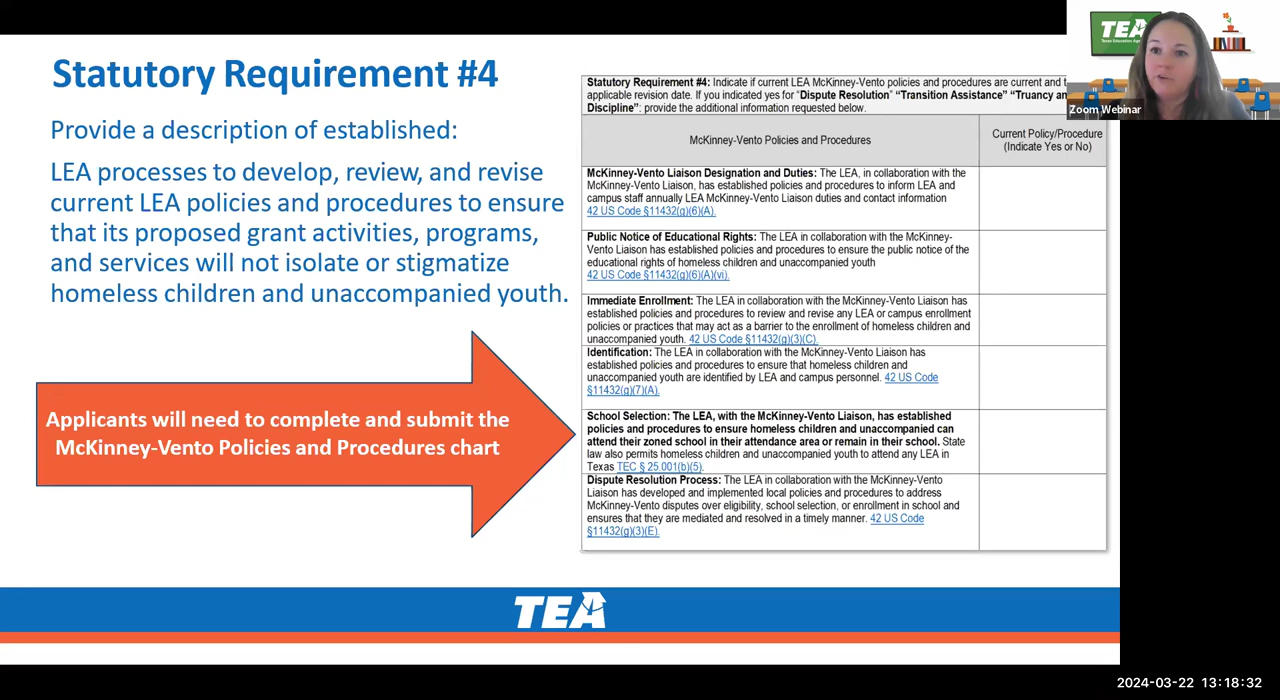 Statutory Requirement #4
Provide a description of established:
LEA processes to develop, review, and revise
current LEA policies and procedures to ensure
that its proposed grant activities, programs,
and services will not isolate or stigmatize
homeless children and unaccompanied youth.
Applicants will need to complete and submit the
McKinney-Vento Policies and Procedures chart
Statutory Requirement #4: Indicate if current LEA McKinney-Vento policies and procedures are current and
applicable revision date. If you indicated yes for “Dispute Resolution” “Transition Assistance” “Truancy
Discipline”: provide the additional information requested below.
McKinney-Vento Policies and Procedures
Current Policy/Procedure
(Indicate Yes or No)
McKinney-Vento Liaison Designation and Duties: The LEA, in collaboration with the
McKinney-Vento Liaison, has established policies and procedures to inform LEA and
campus staff annually LEA McKinney-Vento Liaison duties and contact information
42 US Code §11432(g)(6)(A).
Public Notice of Educational Rights: The LEA in collaboration with the McKinney-
Vento Liaison has established policies and procedures to ensure the public notice of the
educational rights of homeless children and unaccompanied youth
42 US Code §11432(g)(6)(A)(vi).
Immediate Enrollment: The LEA in collaboration with the McKinney-Vento Liaison has
established policies and procedures to review and revise any LEA or campus enrollment
policies or practices that may act as a barrier to the enrollment of homeless children and
unaccompanied youth. 42 US Code §11432(g)(3)(C).
Identification: The LEA in collaboration with the McKinney-Vento Liaison has
established policies and procedures to ensure that homeless children and
unaccompanied youth are identified by LEA and campus personnel. 42 US Code
§11432(g)(7)(A).
School Selection: The LEA, with the McKinney-Vento Liaison, has established
policies and procedures to ensure homeless children and unaccompanied can
attend their zoned school in their attendance area or remain in their school. State
law also permits homeless children and unaccompanied youth to attend any LEA in
Texas TEC § 25.001(b)(5).
Dispute Resolution Process: The LEA in collaboration with the McKinney-Vento
Liaison has developed and implemented local policies and procedures to address
McKinney-Vento disputes over eligibility, school selection, or enrollment in school and
ensures that they are mediated and resolved in a timely manner. 42 US Code
§11432(g)(3)(E).
TEA
Zoom Webinar
2024-03-22 13:18:32